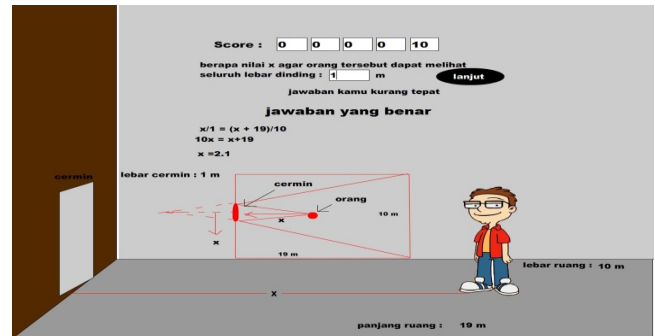 Score : 0 0 0 0 10
berapa nilai x agar orang tersebut dapat melihat
seluruh lebar dinding : 1 m
lanjut
jawaban kamu kurang tepat
jawaban yang benar
x/1 = (x + 19)/10
10x = x+19
x =2.1
cermin
lebar cermin : 1 m
cermin
orang
10 m
x
x
19 m
lebar ruang : 10 m
x
panjang ruang : 19 m